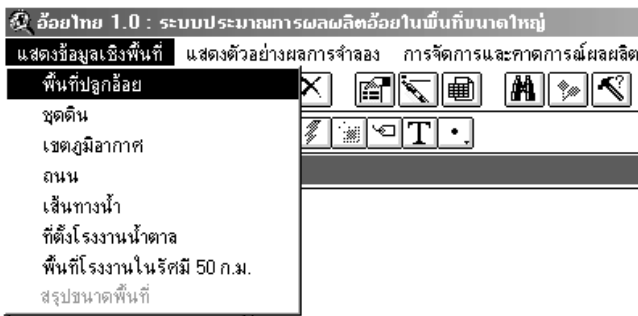 อ้อยไทย 1.0 : ระบบประมาณการผลผลิตอ้อยในพื้นที่ขนาดใหญ่
แสดงข้อมูลเชิงพื้นที่ แสดงตัวอย่างผลการจำลอง การจัดการและคาดการณ์ผลผลิต
พื้นที่ปลูกอ้อย
ชุดดิน
เขตภูมิอากาศ
ถนน
เส้นทางน้ำ
ที่ตั้งโรงงานน้ำตาล
พื้นที่โรงงานในรัศมี 50 ก.ม.
สรุปขนาดพื้นที่
T